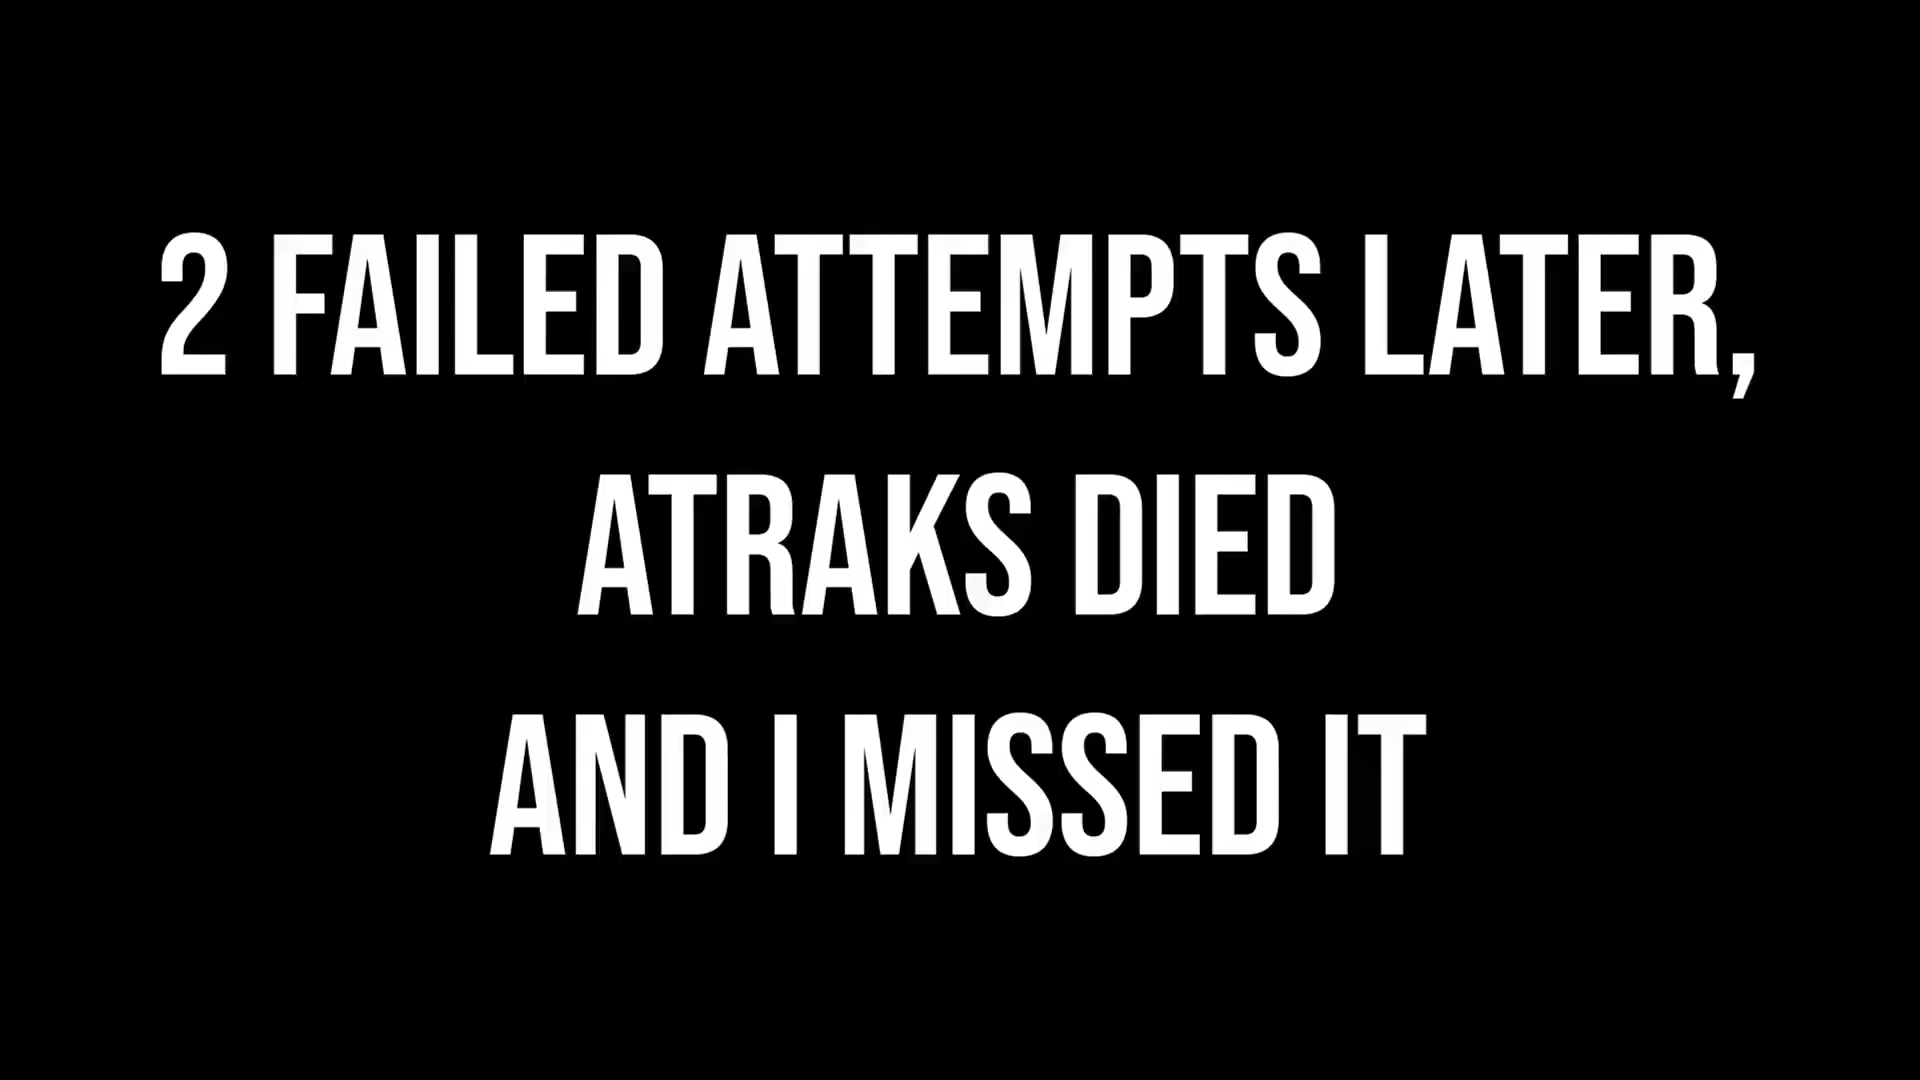 2 FAILED ATTEMPTS LATER,
ATRAKS DIED
AND I MISSED IT